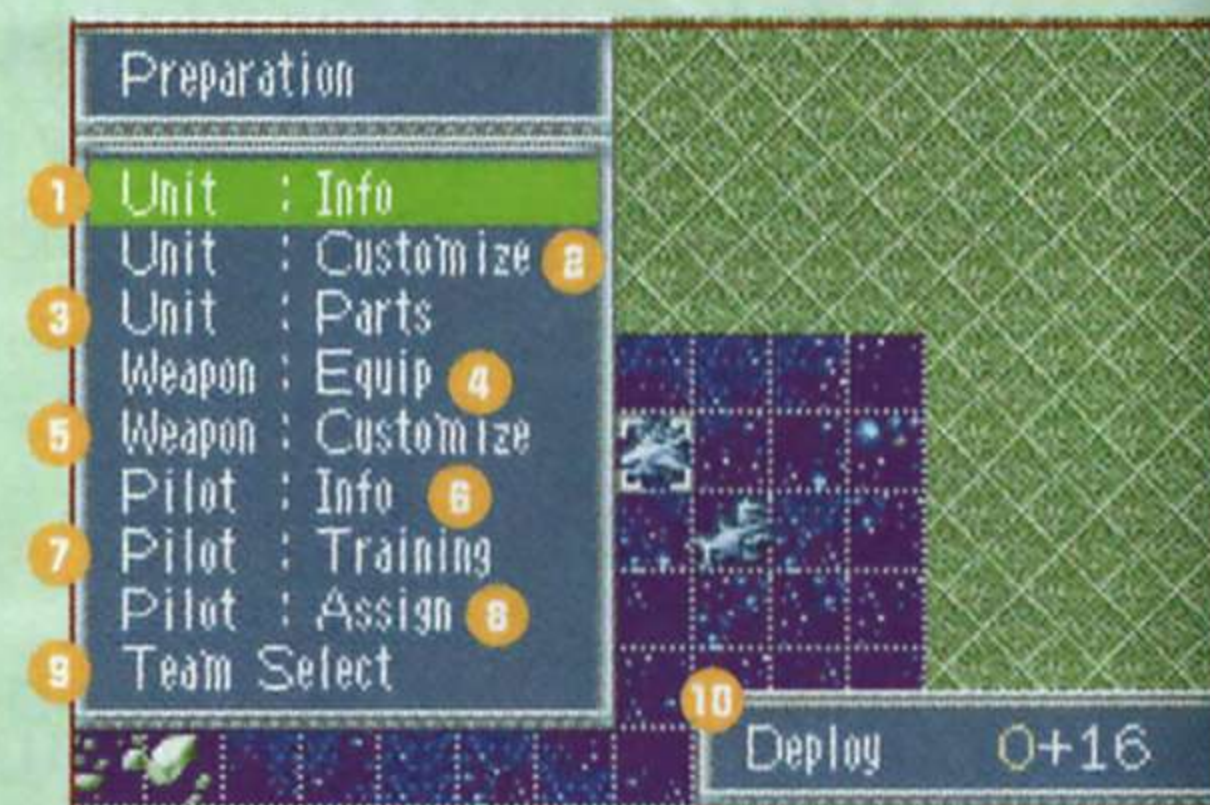 Preparation
1 Unit : Info
Unit : Customize 2
3 Unit : Parts
Weapon : Equip 4
5 Weapon : Customize
Pilot : Info 6
7 Pilot : Training
Pilot : Assign 8
9 Team Select
10 Deploy 0+16